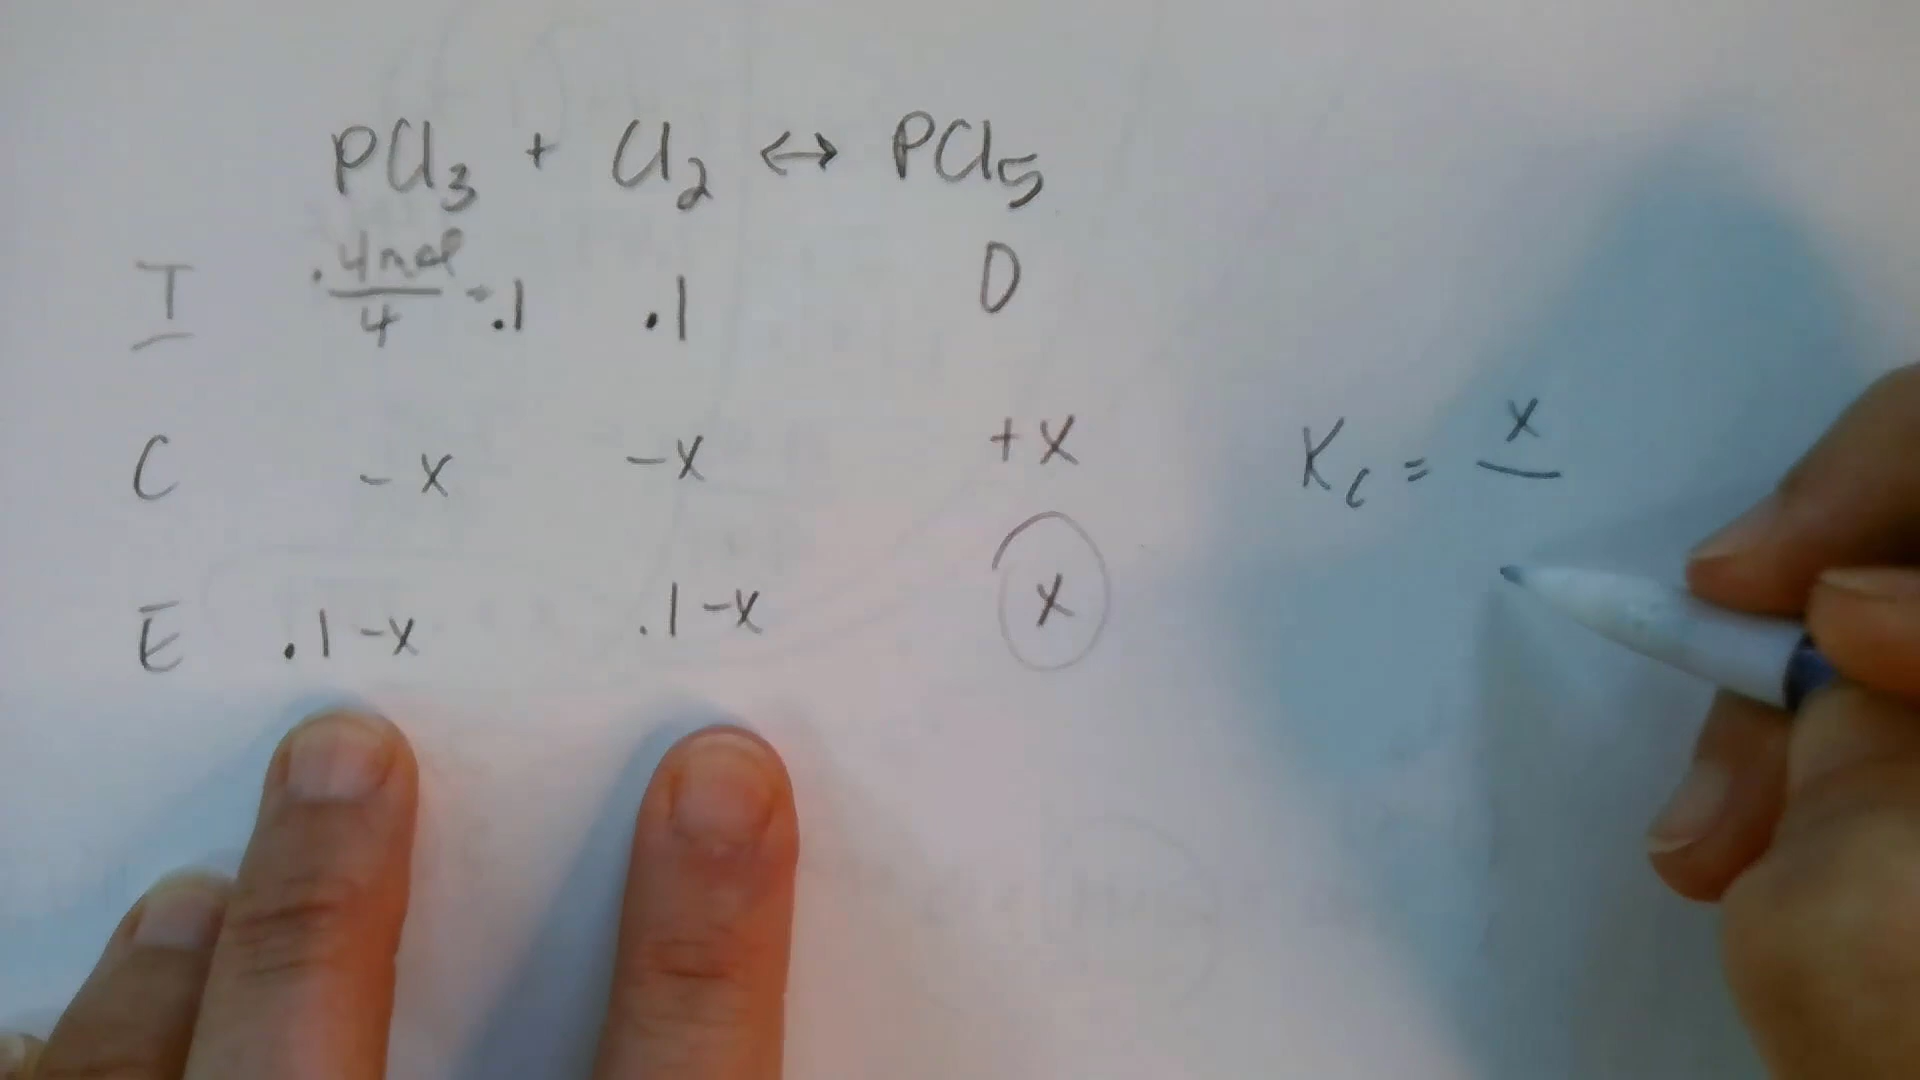 PCl3 + Cl2 ↔ PCl5
I .4mol/4 = .1 .1 0
C -x -x +x
E .1-x .1-x x
Kc = x